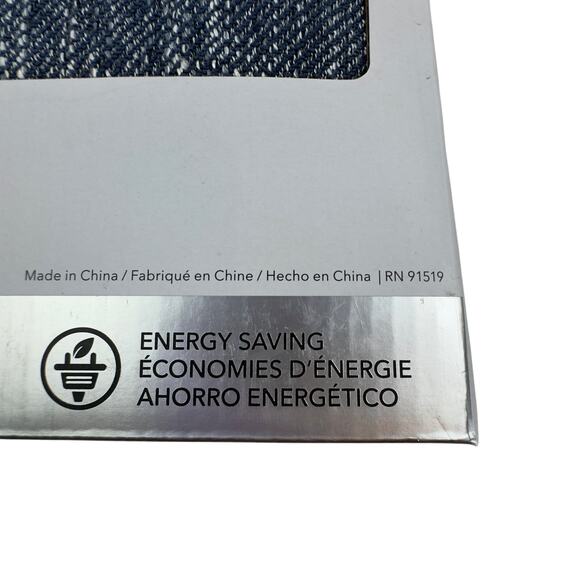 Made in China / Fabriqué en Chine / Hecho en China | RN 91519
ENERGY SAVING
ÉCONOMIES D'ÉNERGIE
AHORRO ENERGÉTICO